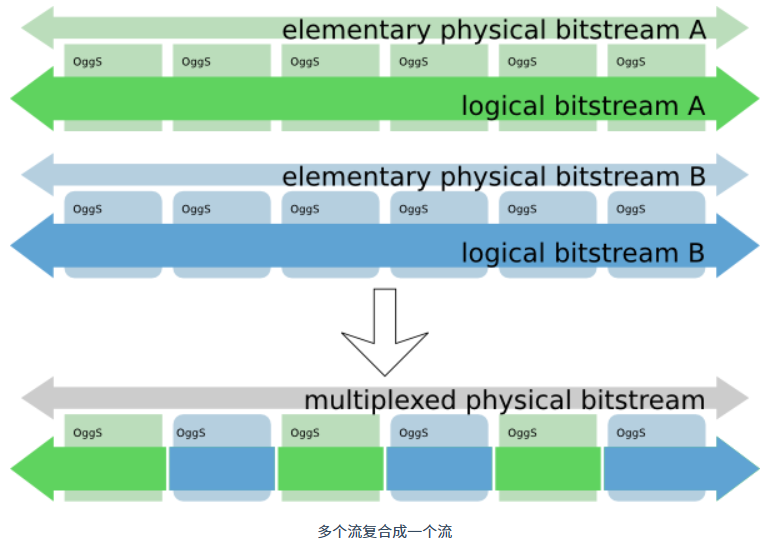 elementary physical bitstream A
OggS OggS OggS OggS OggS OggS
logical bitstream A
elementary physical bitstream B
OggS OggS OggS OggS OggS OggS
logical bitstream B
multiplexed physical bitstream
OggS OggS OggS OggS OggS OggS
多个流复合成一个流